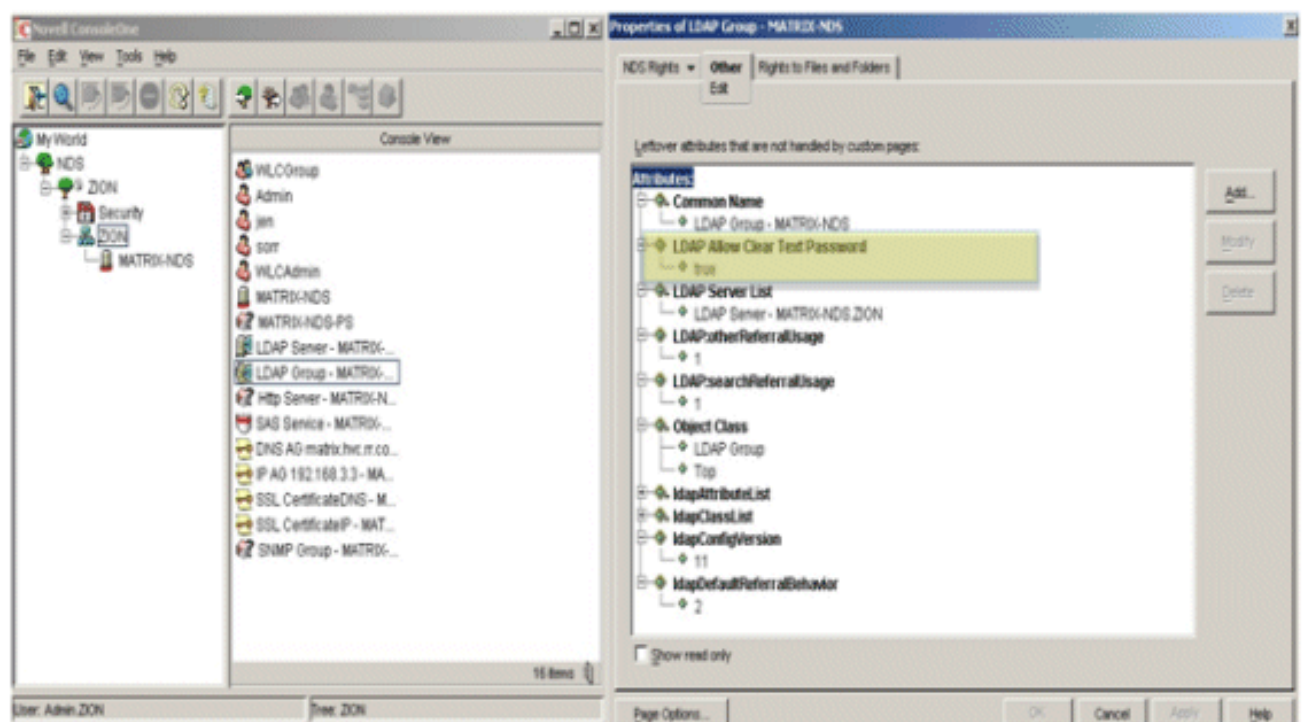 Novell ConsoleOne
File Edit View Tools Help
My World
NDS
ZION
Security
ZION
MATRIX-NDS
Console View
WLCGroup
Admin
jen
sorr
WLCAdmin
MATRIX-NDS
MATRIX-NDS-PS
LDAP Server - MATRIX-...
LDAP Group - MATRIX-...
Http Server - MATRIX-N...
SAS Service - MATRIX-...
DNS AG matrix.hvc.rr.co...
IP AG 192.168.3.3 - MA...
SSL CertificateDNS - M...
SSL CertificateIP - MAT...
SNMP Group - MATRIX-...
16 items
User: Admin.ZION
Tree: ZION
Properties of LDAP Group - MATRIX-NDS
NDS Rights Other Rights to Files and Folders
Edit
Leftover attributes that are not handled by custom pages:
Attributes:
Common Name
LDAP Group - MATRIX-NDS
LDAP Allow Clear Text Password
true
LDAP Server List
LDAP Server - MATRIX-NDS.ZION
LDAP:otherReferralUsage
1
LDAP:searchReferralUsage
1
Object Class
LDAP Group
Top
ldapAttributeList
ldapClassList
ldapConfigVersion
11
ldapDefaultReferralBehavior
2
Add...
Modify
Delete
Show read only
Page Options...
OK
Cancel
Apply
Help